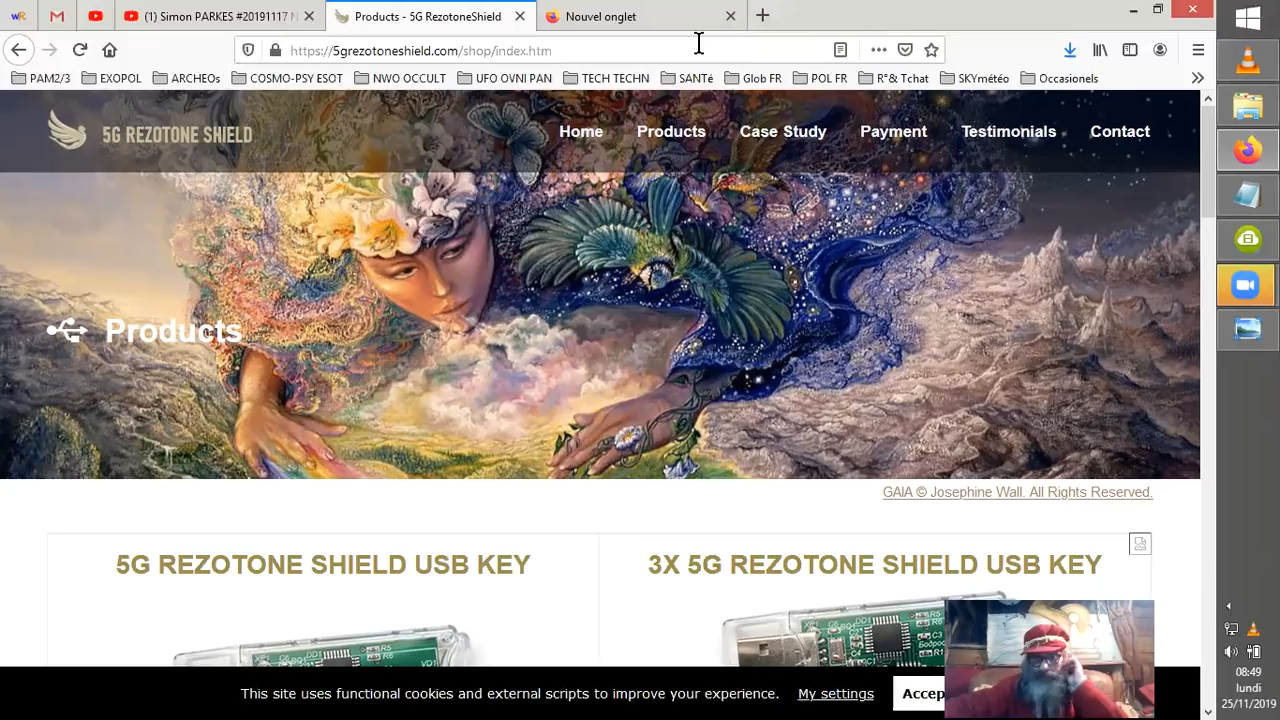 (1) Simon PARKES #20191117 N
Products - 5G RezotoneShield
Nouvel onglet
https://5grezotoneshield.com/shop/index.htm
PAM2/3
EXOPOL
ARCHEOs
COSMO-PSY ESOT
NWO OCCULT
UFO OVNI PA
TECH TECHN
SANTé
Glob FR
POL FR
R°& Tchat
SKYmétéo
Occasionels
5G REZOTONE SHIELD
Home
Products
Case Study
Payment
Testimonials
Contact
Products
GAIA © Josephine Wall. All Rights Reserved.
5G REZOTONE SHIELD USB KEY
3X 5G REZOTONE SHIELD USB KEY
This site uses functional cookies and external scripts to improve your experience.
My settings
Accep
08:49
lundi
25/11/2019